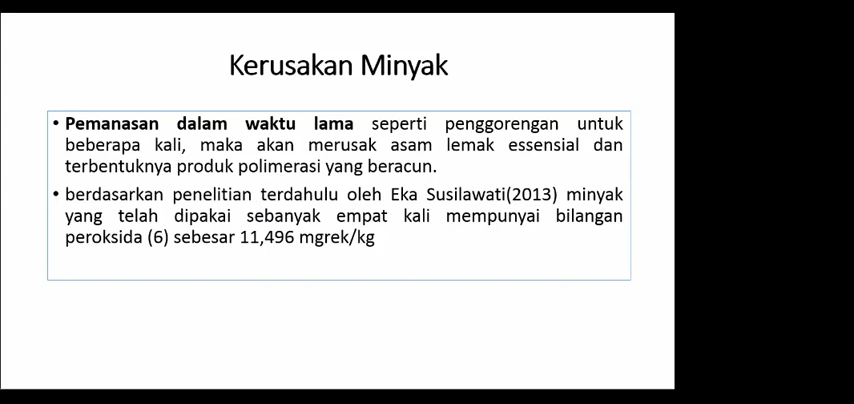 Kerusakan Minyak
• Pemanasan dalam waktu lama seperti penggorengan untuk
beberapa kali, maka akan merusak asam lemak essensial dan
terbentuknya produk polimerasi yang beracun.
• berdasarkan penelitian terdahulu oleh Eka Susilawati(2013) minyak
yang telah dipakai sebanyak empat kali mempunyai bilangan
peroksida (6) sebesar 11,496 mgrek/kg